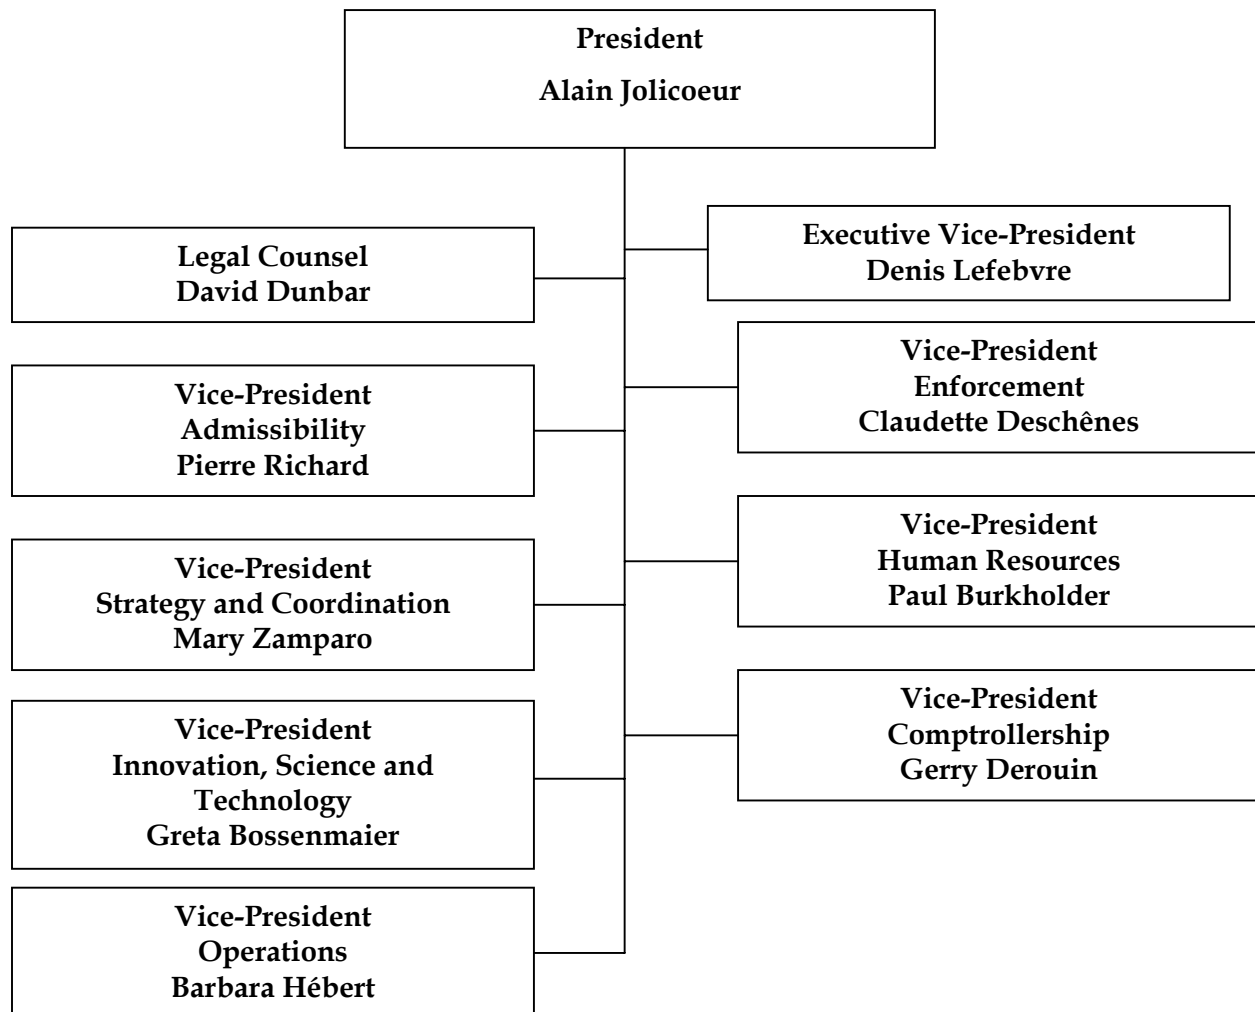 President
Alain Jolicoeur
Legal Counsel
David Dunbar
Executive Vice-President
Denis Lefebvre
Vice-President
Admissibility
Pierre Richard
Vice-President
Enforcement
Claudette Deschênes
Vice-President
Strategy and Coordination
Mary Zamparo
Vice-President
Human Resources
Paul Burkholder
Vice-President
Innovation, Science and
Technology
Greta Bossenmaier
Vice-President
Comptrollership
Gerry Derouin
Vice-President
Operations
Barbara Hébert